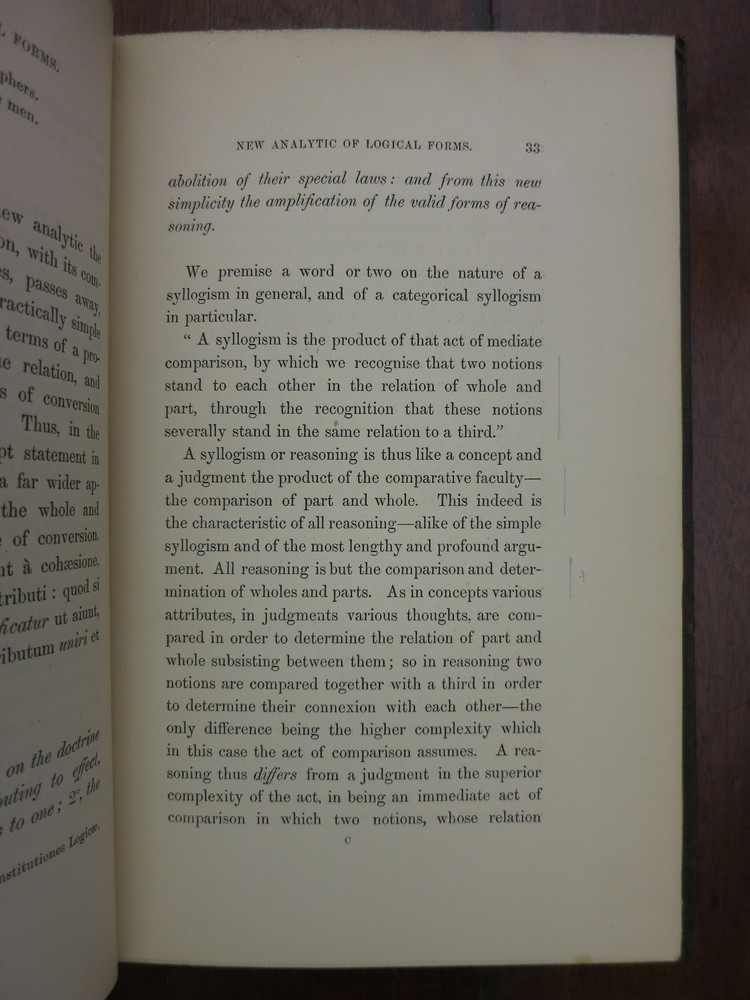 L FORMS.
phers.
men.
ew analytic the
on, with its com-
es, passes away,
ractically simple
terms of a pro-
e relation, and
s of conversion
Thus, in the
pt statement in
a far wider ap-
the whole and
of conversion.
nt à cohæsione,
tributi : quod si
ficatur ut aiunt,
ributum uniri et
on the doctrine
buting to effect,
to one ; 2°, the
nstitutiones Logicæ.
NEW ANALYTIC OF LOGICAL FORMS. 33
abolition of their special laws : and from this new
simplicity the amplification of the valid forms of rea-
soning.
We premise a word or two on the nature of a
syllogism in general, and of a categorical syllogism
in particular.
“ A syllogism is the product of that act of mediate
comparison, by which we recognise that two notions
stand to each other in the relation of whole and
part, through the recognition that these notions
severally stand in the same relation to a third.”
A syllogism or reasoning is thus like a concept and
a judgment the product of the comparative faculty—
the comparison of part and whole. This indeed is
the characteristic of all reasoning—alike of the simple
syllogism and of the most lengthy and profound argu-
ment. All reasoning is but the comparison and deter-
mination of wholes and parts. As in concepts various
attributes, in judgments various thoughts, are com-
pared in order to determine the relation of part and
whole subsisting between them ; so in reasoning two
notions are compared together with a third in order
to determine their connexion with each other—the
only difference being the higher complexity which
in this case the act of comparison assumes. A rea-
soning thus differs from a judgment in the superior
complexity of the act, in being an immediate act of
comparison in which two notions, whose relation
C